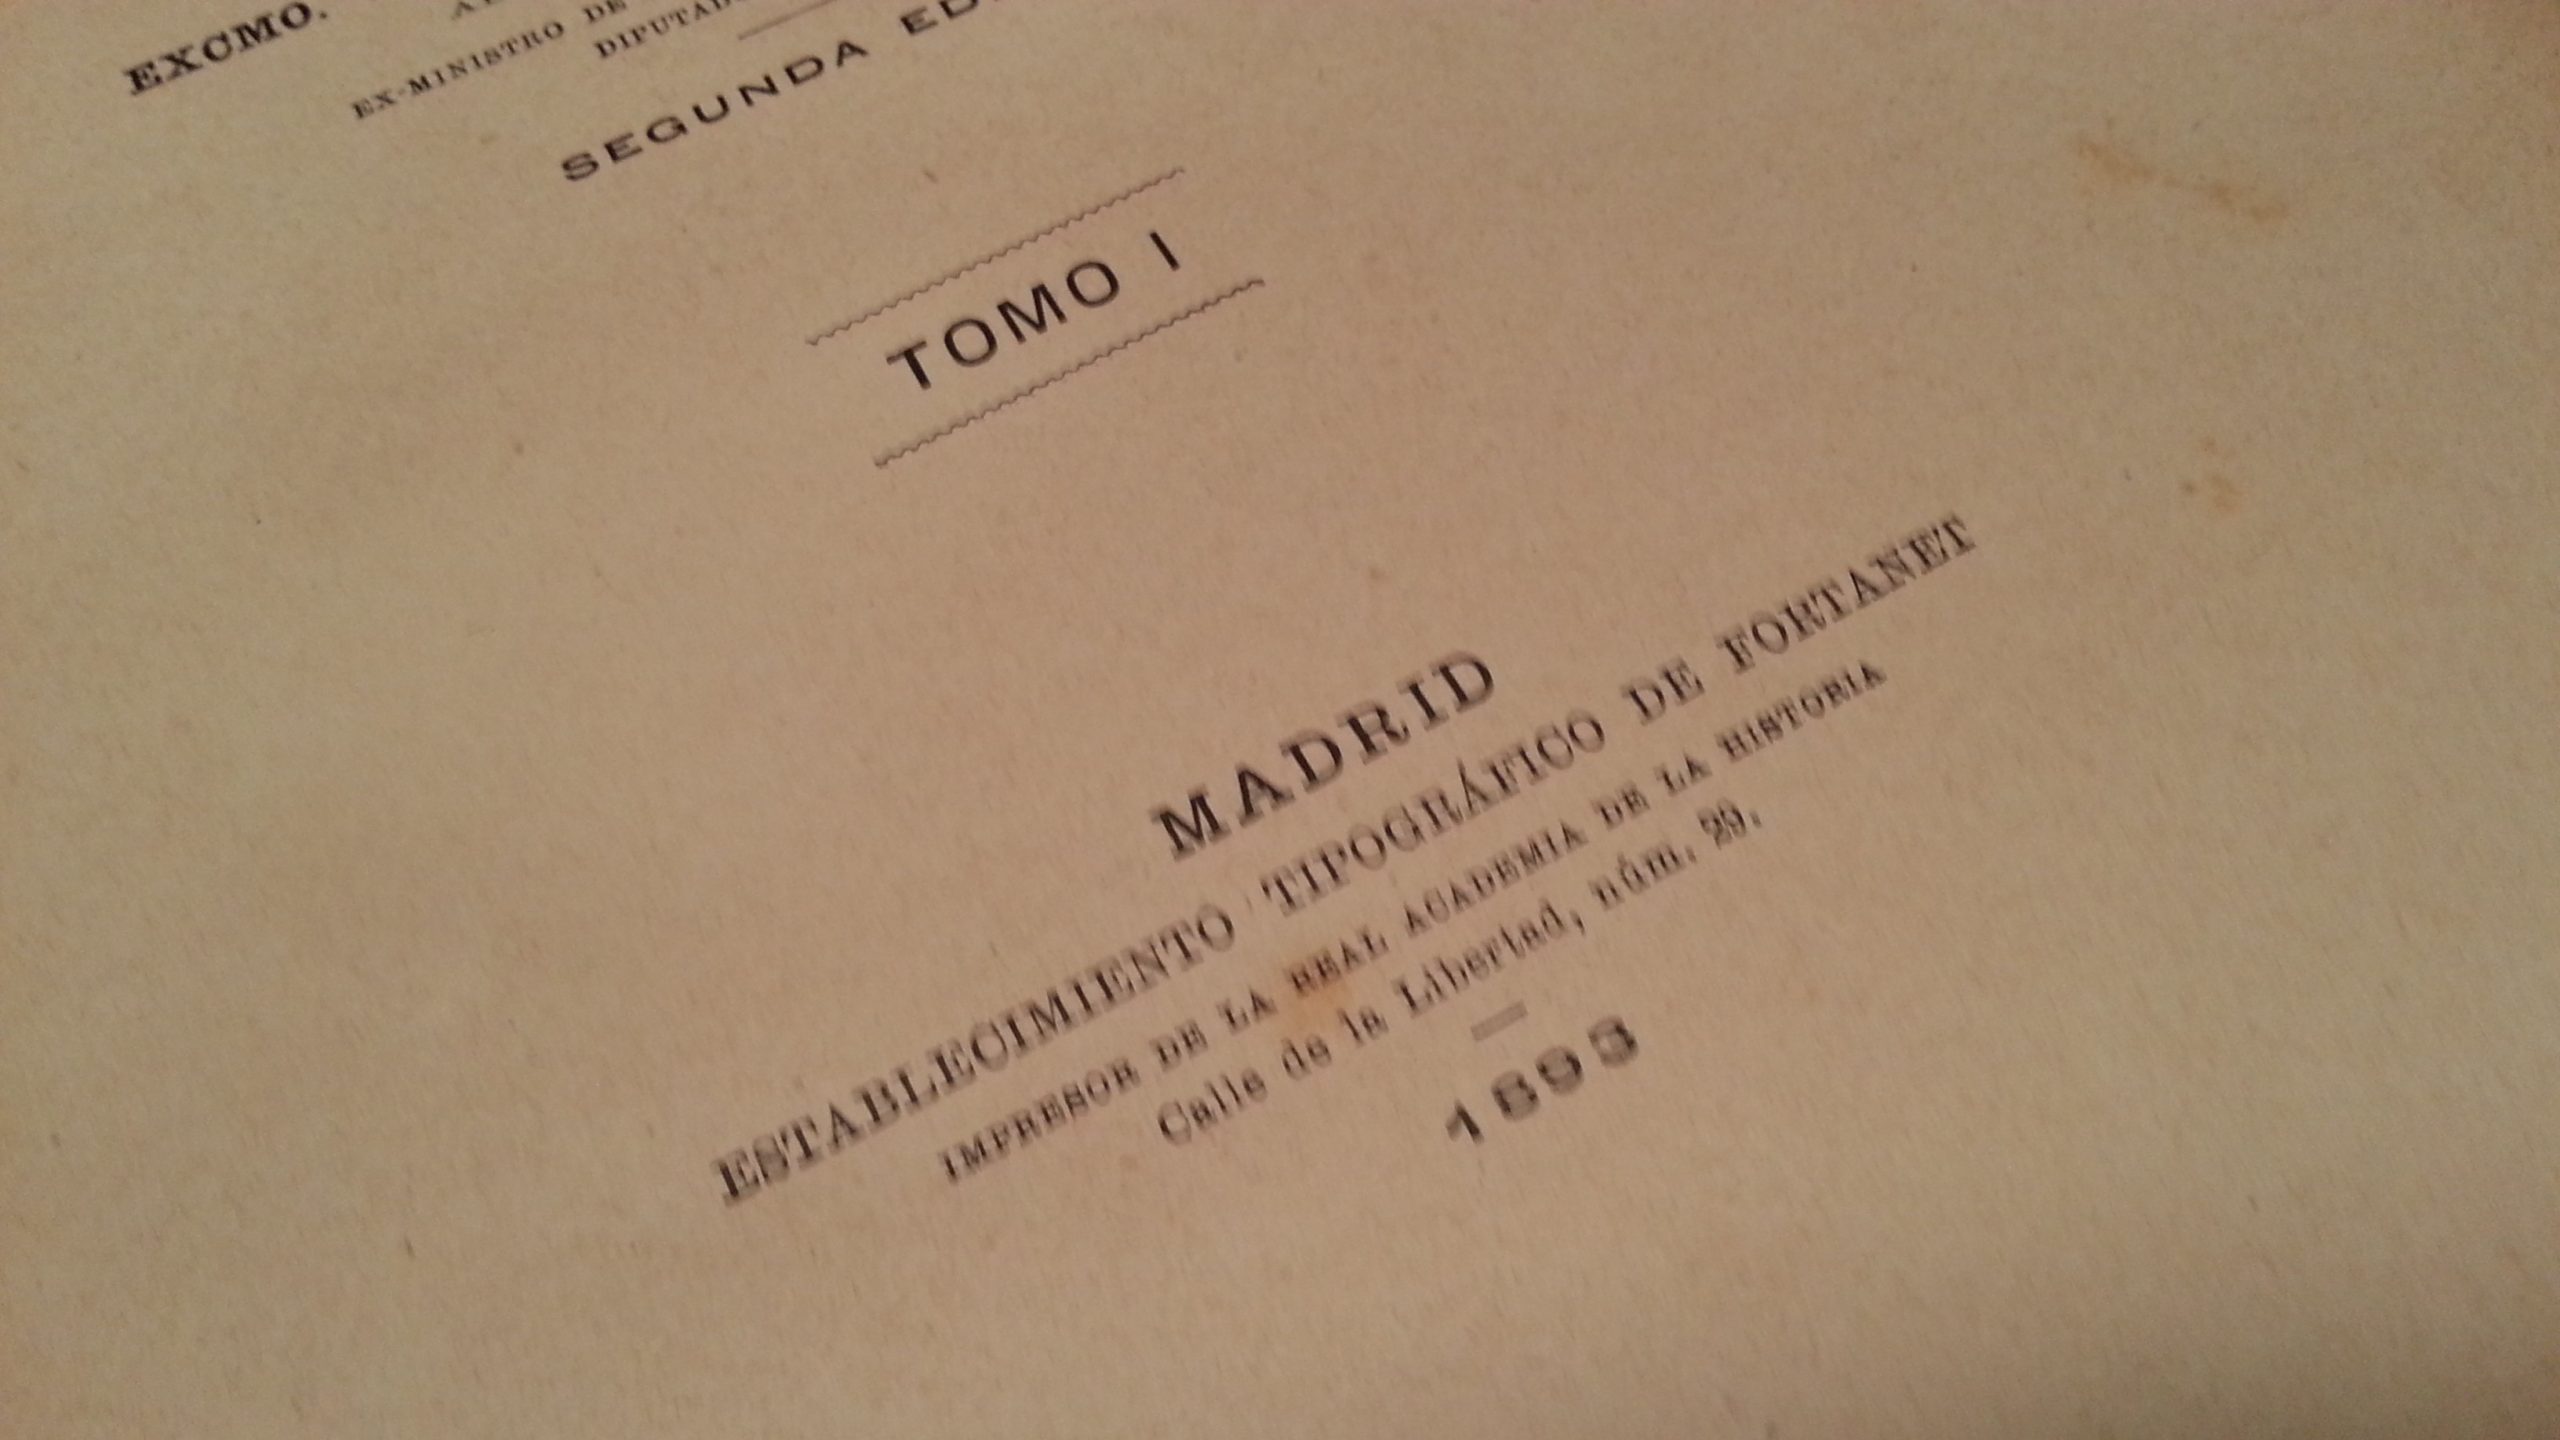 EXCMO.
EX-MINISTRO DE
SEGUNDA
TOMO I
MADRID
ESTABLECIMIENTO TIPOGRÁFICO DE FORTANET
IMPRESOR DE LA REAL ACADEMIA DE LA HISTORIA
Calle de la Libertad, núm. 29.
1893